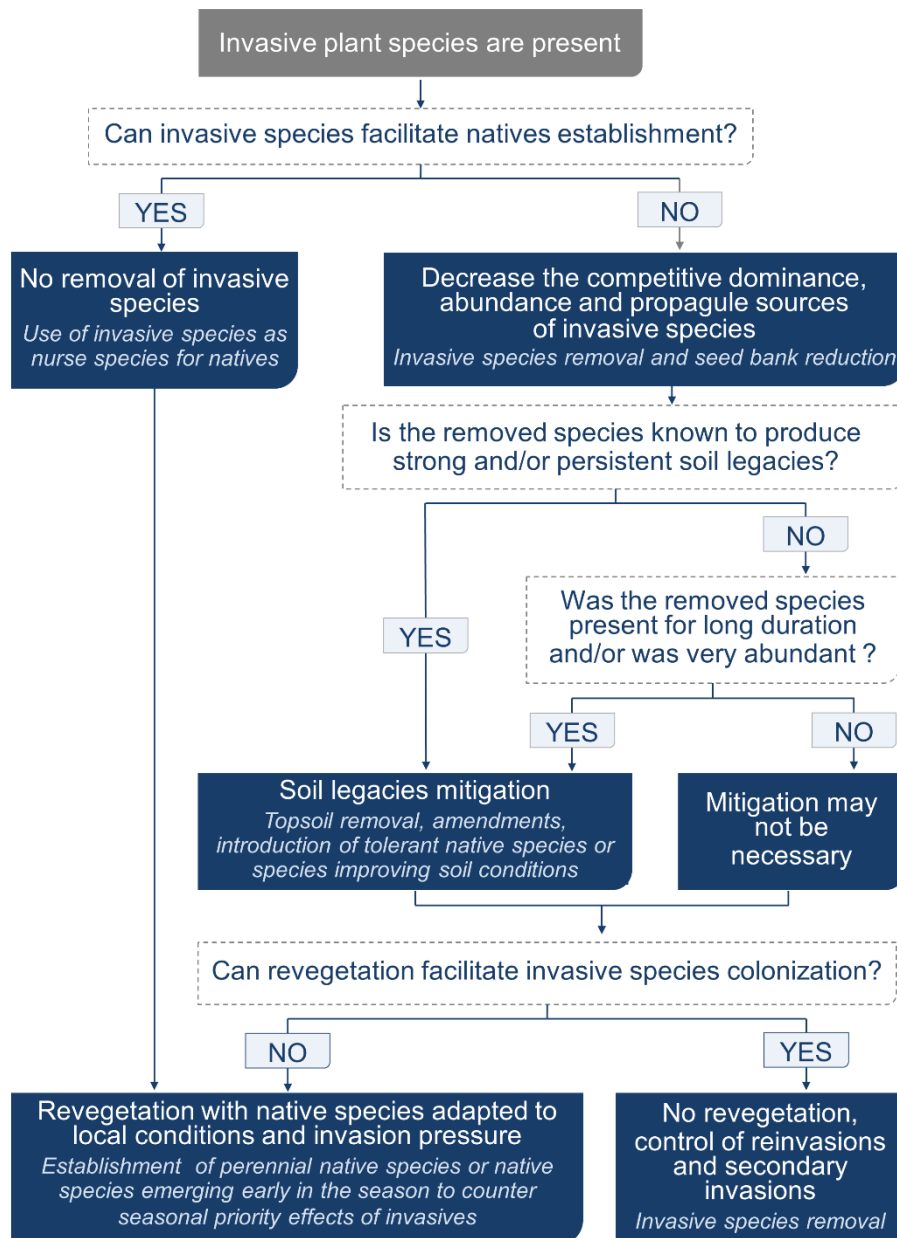 Invasive plant species are present
Can invasive species facilitate natives establishment?
YES
NO
No removal of invasive
species
Use of invasive species as
nurse species for natives
Decrease the competitive dominance,
abundance and propagule sources
of invasive species
Invasive species removal and seed bank reduction
Is the removed species known to produce
strong and/or persistent soil legacies?
NO
YES
Was the removed species
present for long duration
and/or was very abundant ?
YES
NO
Soil legacies mitigation
Topsoil removal, amendments,
introduction of tolerant native species or
species improving soil conditions
Mitigation may
not be
necessary
Can revegetation facilitate invasive species colonization?
NO
YES
Revegetation with native species adapted to
local conditions and invasion pressure
Establishment of perennial native species or native
species emerging early in the season to counter
seasonal priority effects of invasives
No revegetation,
control of reinvasions
and secondary
invasions
Invasive species removal